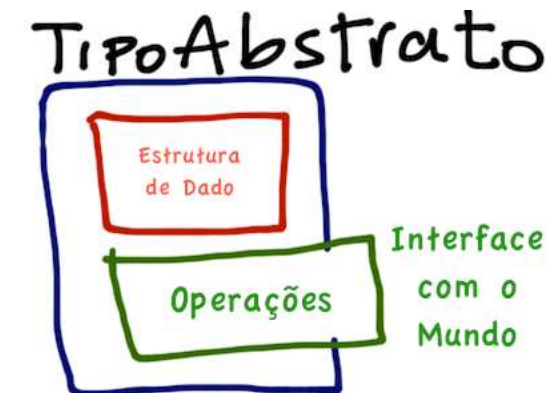 TipoAbstrato
Estrutura
de Dado
Operações
Interface
com o
Mundo